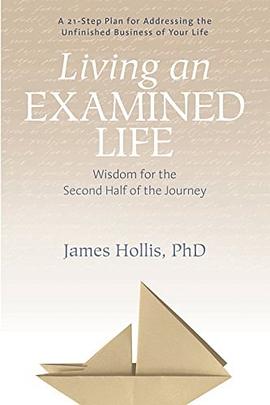 A 21-Step Plan for Addressing the
Unfinished Business of Your Life
Living an
EXAMINED
LIFE
Wisdom for the
Second Half of the Journey
James Hollis, PhD